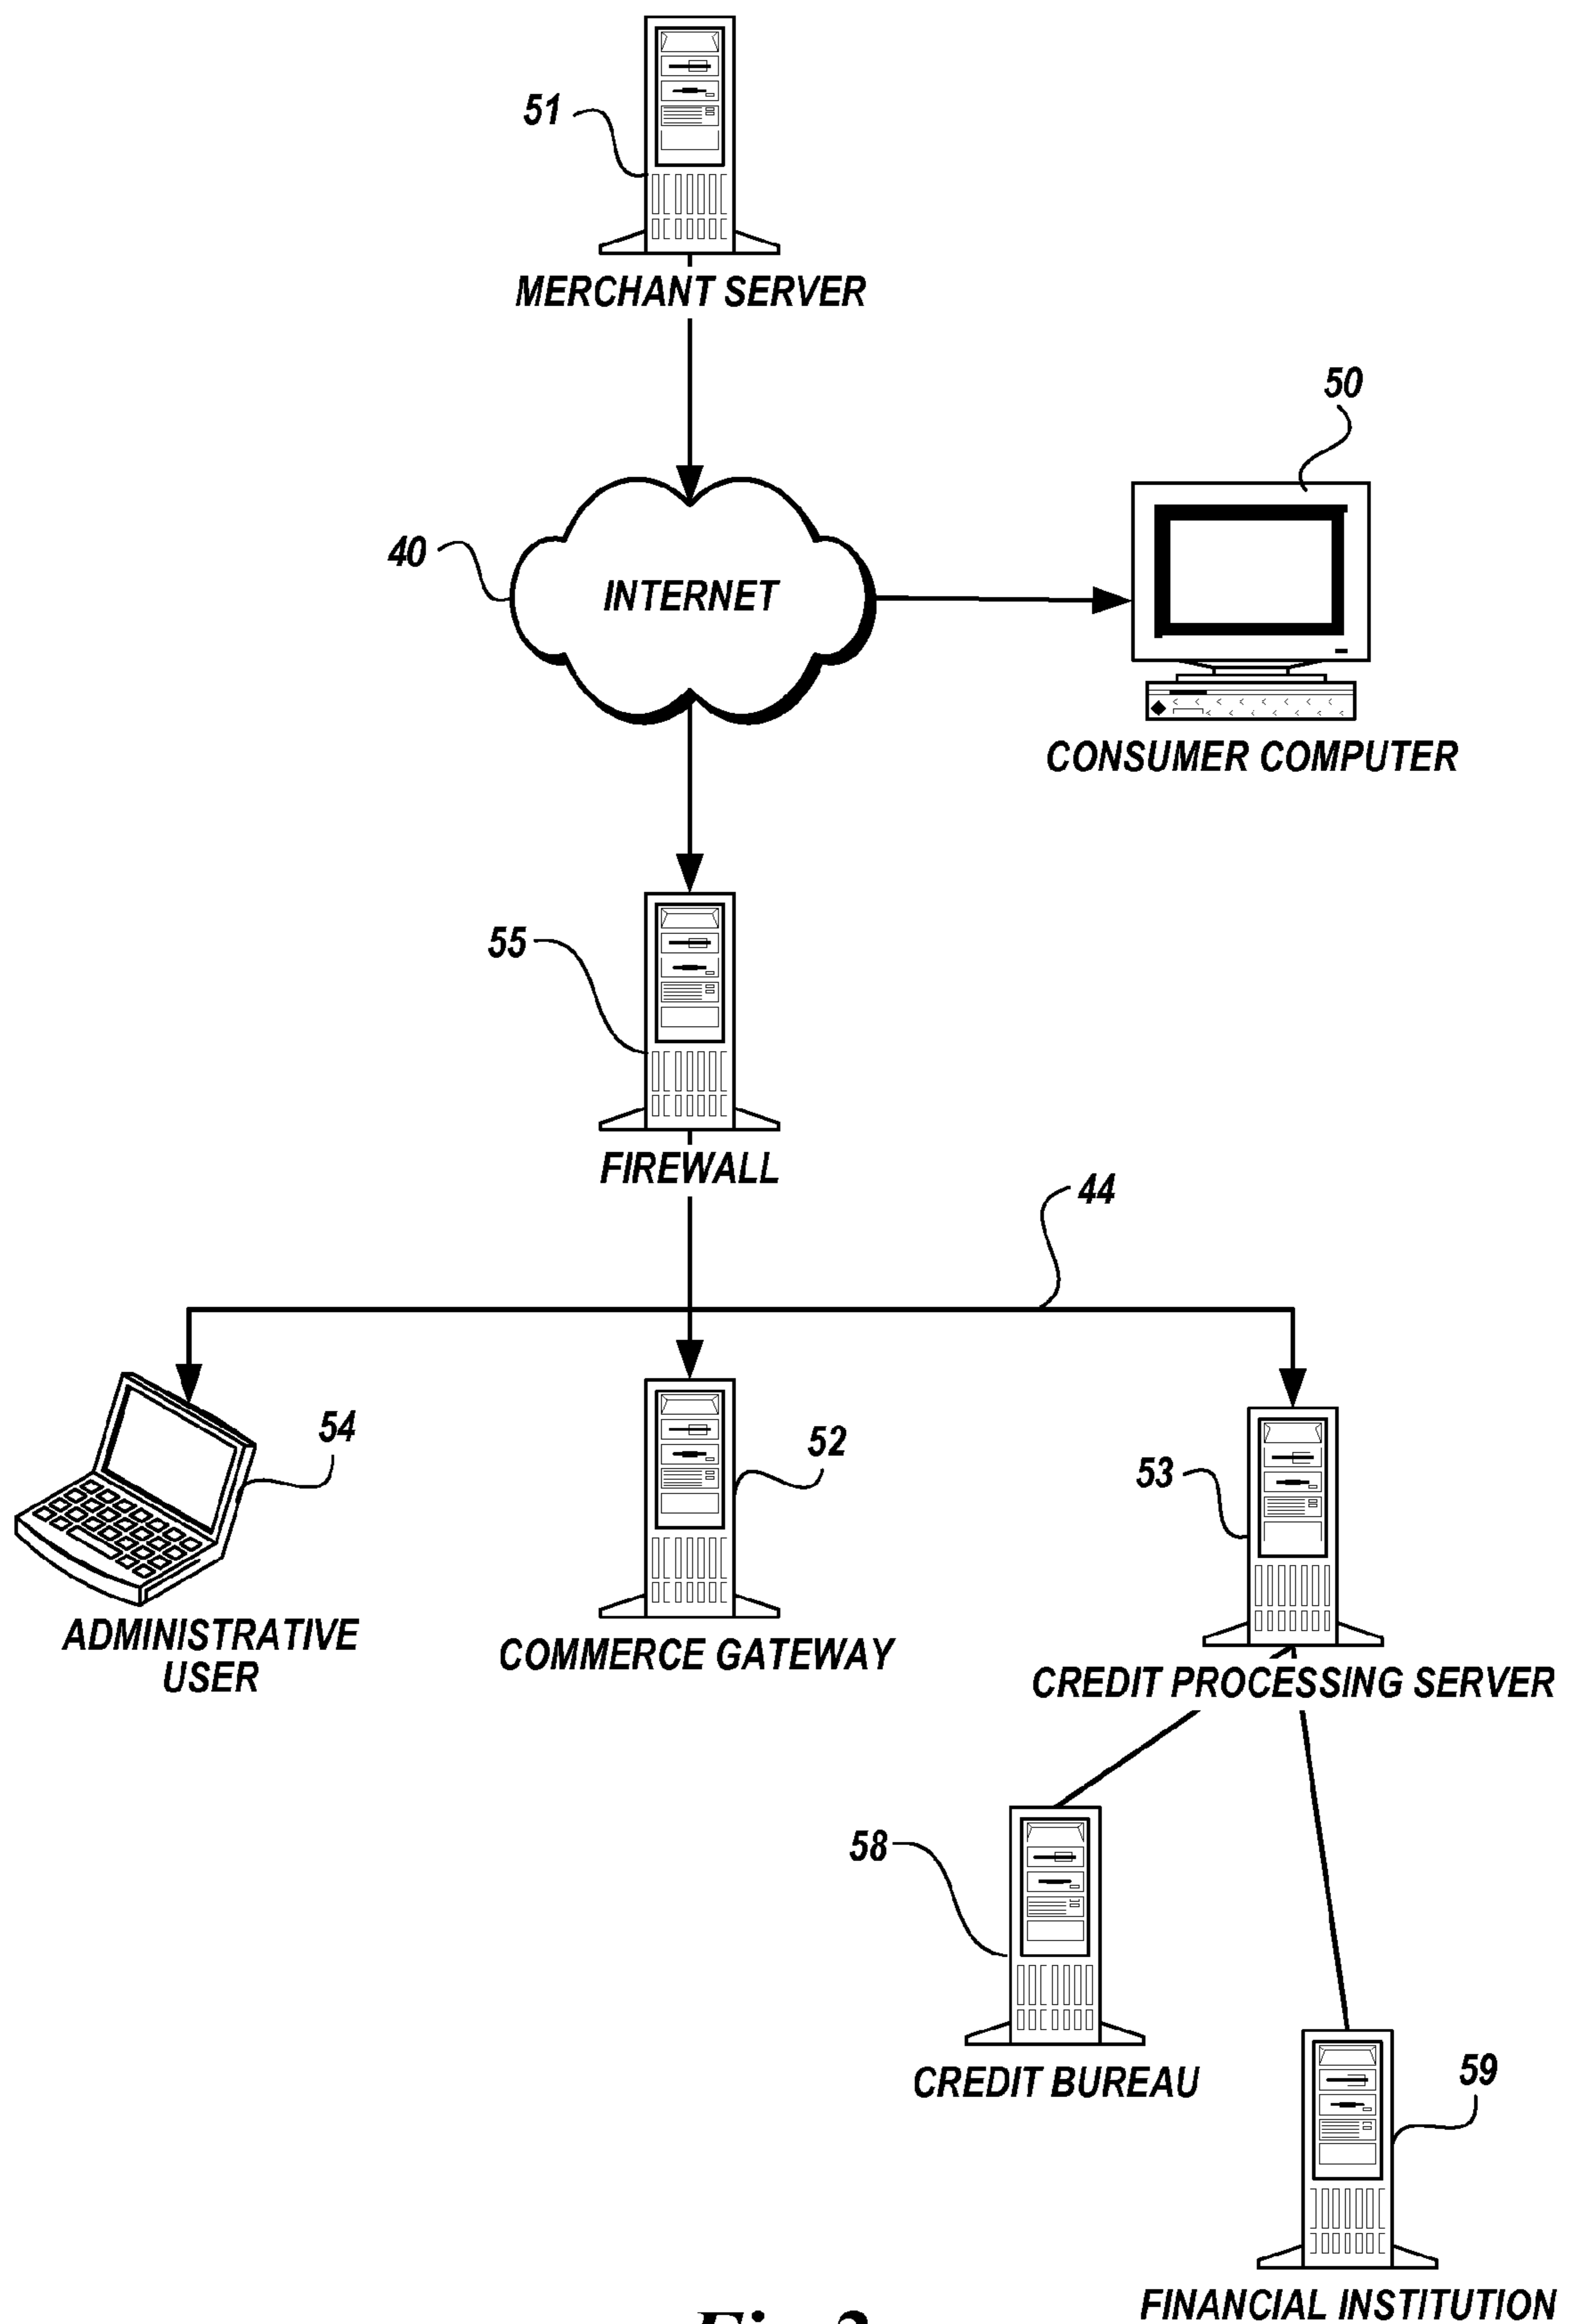 51
MERCHANT SERVER
50
40
INTERNET
CONSUMER COMPUTER
55
FIREWALL
44
54
52
53
ADMINISTRATIVE
USER
COMMERCE GATEWAY
CREDIT PROCESSING SERVER
58
CREDIT BUREAU
59
FINANCIAL INSTITUTION